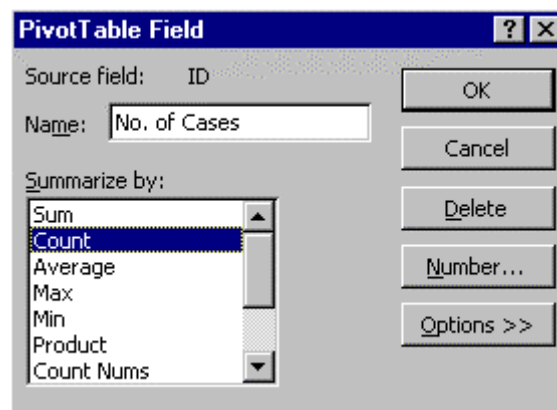 PivotTable Field
Source field: ID
Name: No. of Cases
Summarize by:
Sum
Count
Average
Max
Min
Product
Count Nums
OK
Cancel
Delete
Number...
Options >>